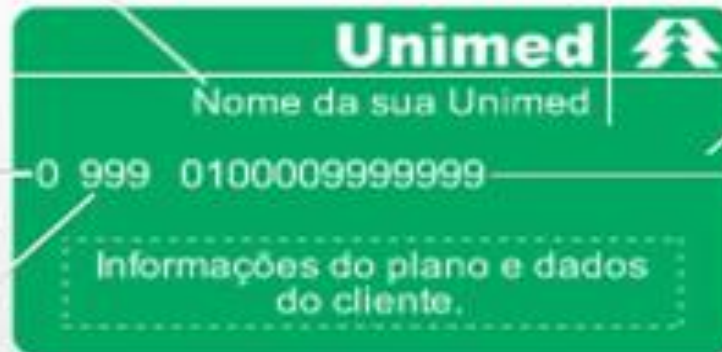 Unimed
Nome da sua Unimed
0 999 0100009999999
Informações do plano e dados
do cliente.